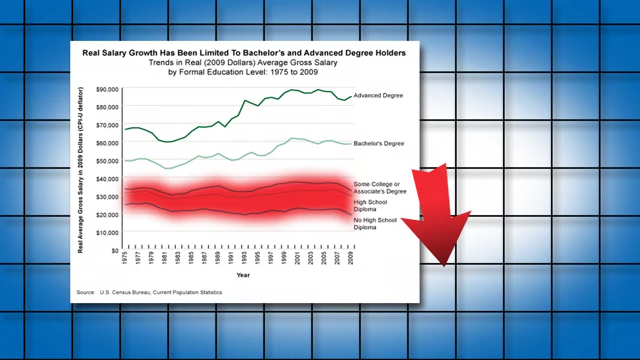 Real Salary Growth Has Been Limited To Bachelor's and Advanced Degree Holders
Trends in Real (2009 Dollars) Average Gross Salary
by Formal Education Level: 1975 to 2009
Real Average Gross Salary in 2009 Dollars (CPI-U deflator)
$90,000
$80,000
$70,000
$60,000
$50,000
$40,000
$30,000
$20,000
$10,000
$0
Advanced Degree
Bachelor's Degree
Some College or
Associate's Degree
High School
Diploma
No High School
Diploma
1975
1977
1979
1981
1983
1985
1987
1989
1991
1993
1995
1997
1999
2001
2003
2005
2007
2009
Year
Source: U.S. Census Bureau, Current Population Statistics